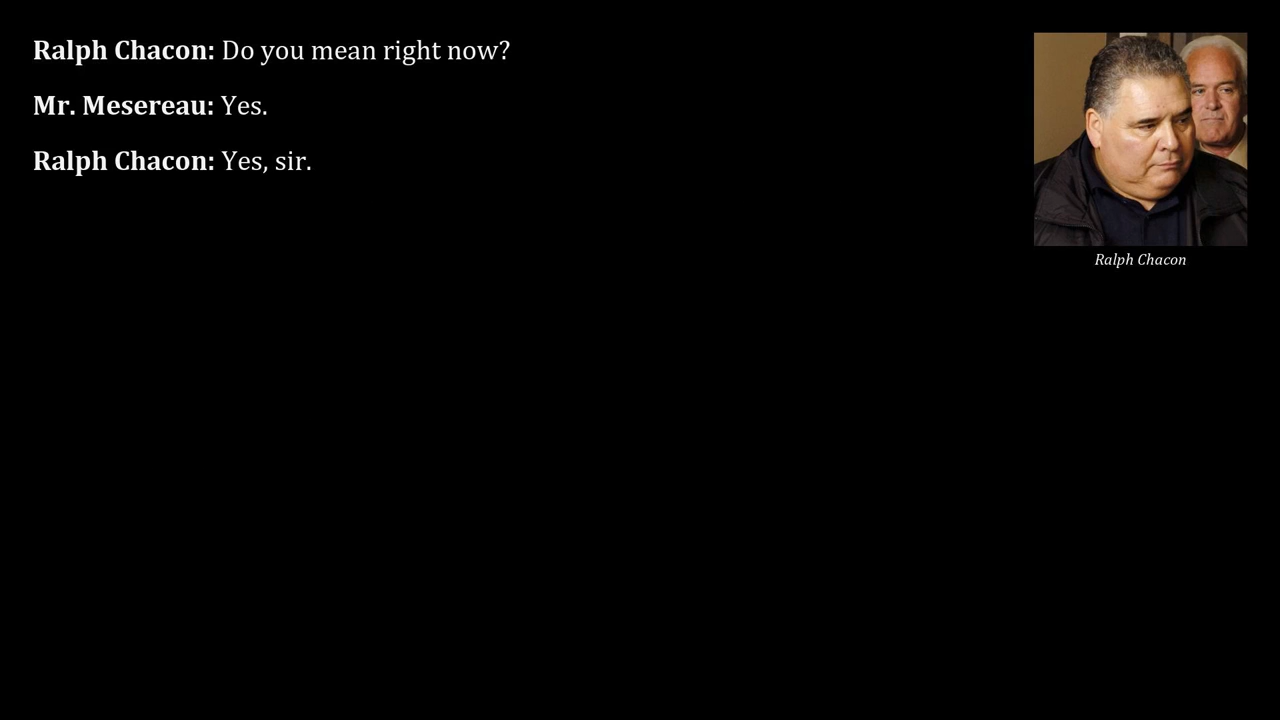 Ralph Chacon: Do you mean right now?
Mr. Mesereau: Yes.
Ralph Chacon: Yes, sir.
Ralph Chacon